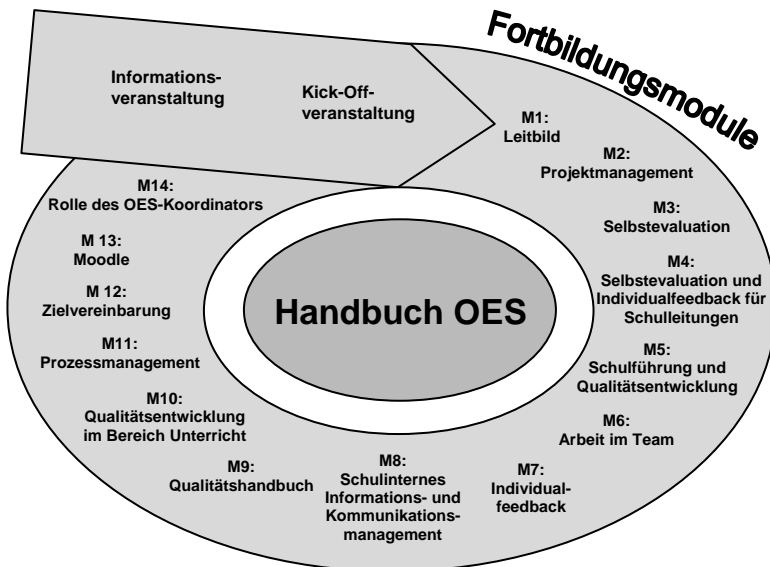 Fortbildungsmodule
Informations-
veranstaltung
Kick-Off-
veranstaltung
M1:
Leitbild
M2:
Projektmanagement
M3:
Selbstevaluation
M4:
Selbstevaluation und
Individualfeedback für
Schulleitungen
M5:
Schulführung und
Qualitätsentwicklung
M6:
Arbeit im Team
M7:
Individual-
feedback
M8:
Schulinternes
Informations- und
Kommunikations-
management
M9:
Qualitätshandbuch
M10:
Qualitätsentwicklung
im Bereich Unterricht
M11:
Prozessmanagement
M 12:
Zielvereinbarung
M 13:
Moodle
M14:
Rolle des OES-Koordinators
Handbuch OES